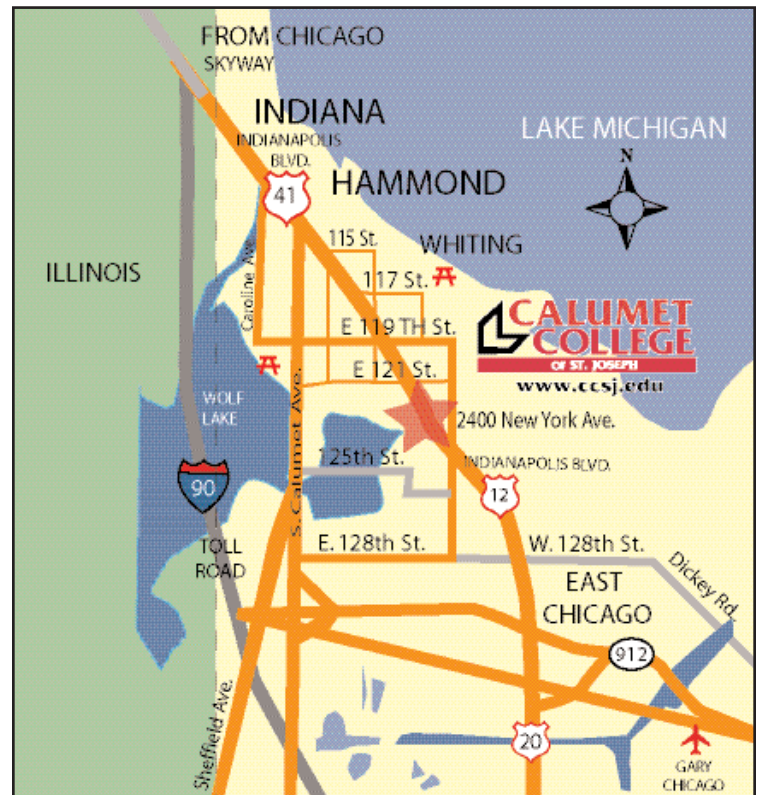 FROM CHICAGO
SKYWAY
INDIANA
INDIANAPOLIS
BLVD.
LAKE MICHIGAN
N
41
HAMMOND
115 St.
WHITING
ILLINOIS
Caroline Ave.
117 St.
E 119 TH St.
CALUMET
COLLEGE
OF ST. JOSEPH
www.ccsj.edu
E 121 St.
WOLF
LAKE
S. Calumet Ave.
2400 New York Ave.
125th St.
INDIANAPOLIS BLVD.
90
12
TOLL
ROAD
E. 128th St.
W. 128th St.
Dickey Rd.
EAST
CHICAGO
912
Sheffield Ave.
20
GARY
CHICAGO